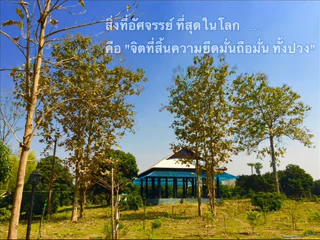 สิ่งที่อัศจรรย์ ที่สุดในโลก
คือ "จิตที่สิ้นความยึดมั่นถือมั่น ทั้งปวง"